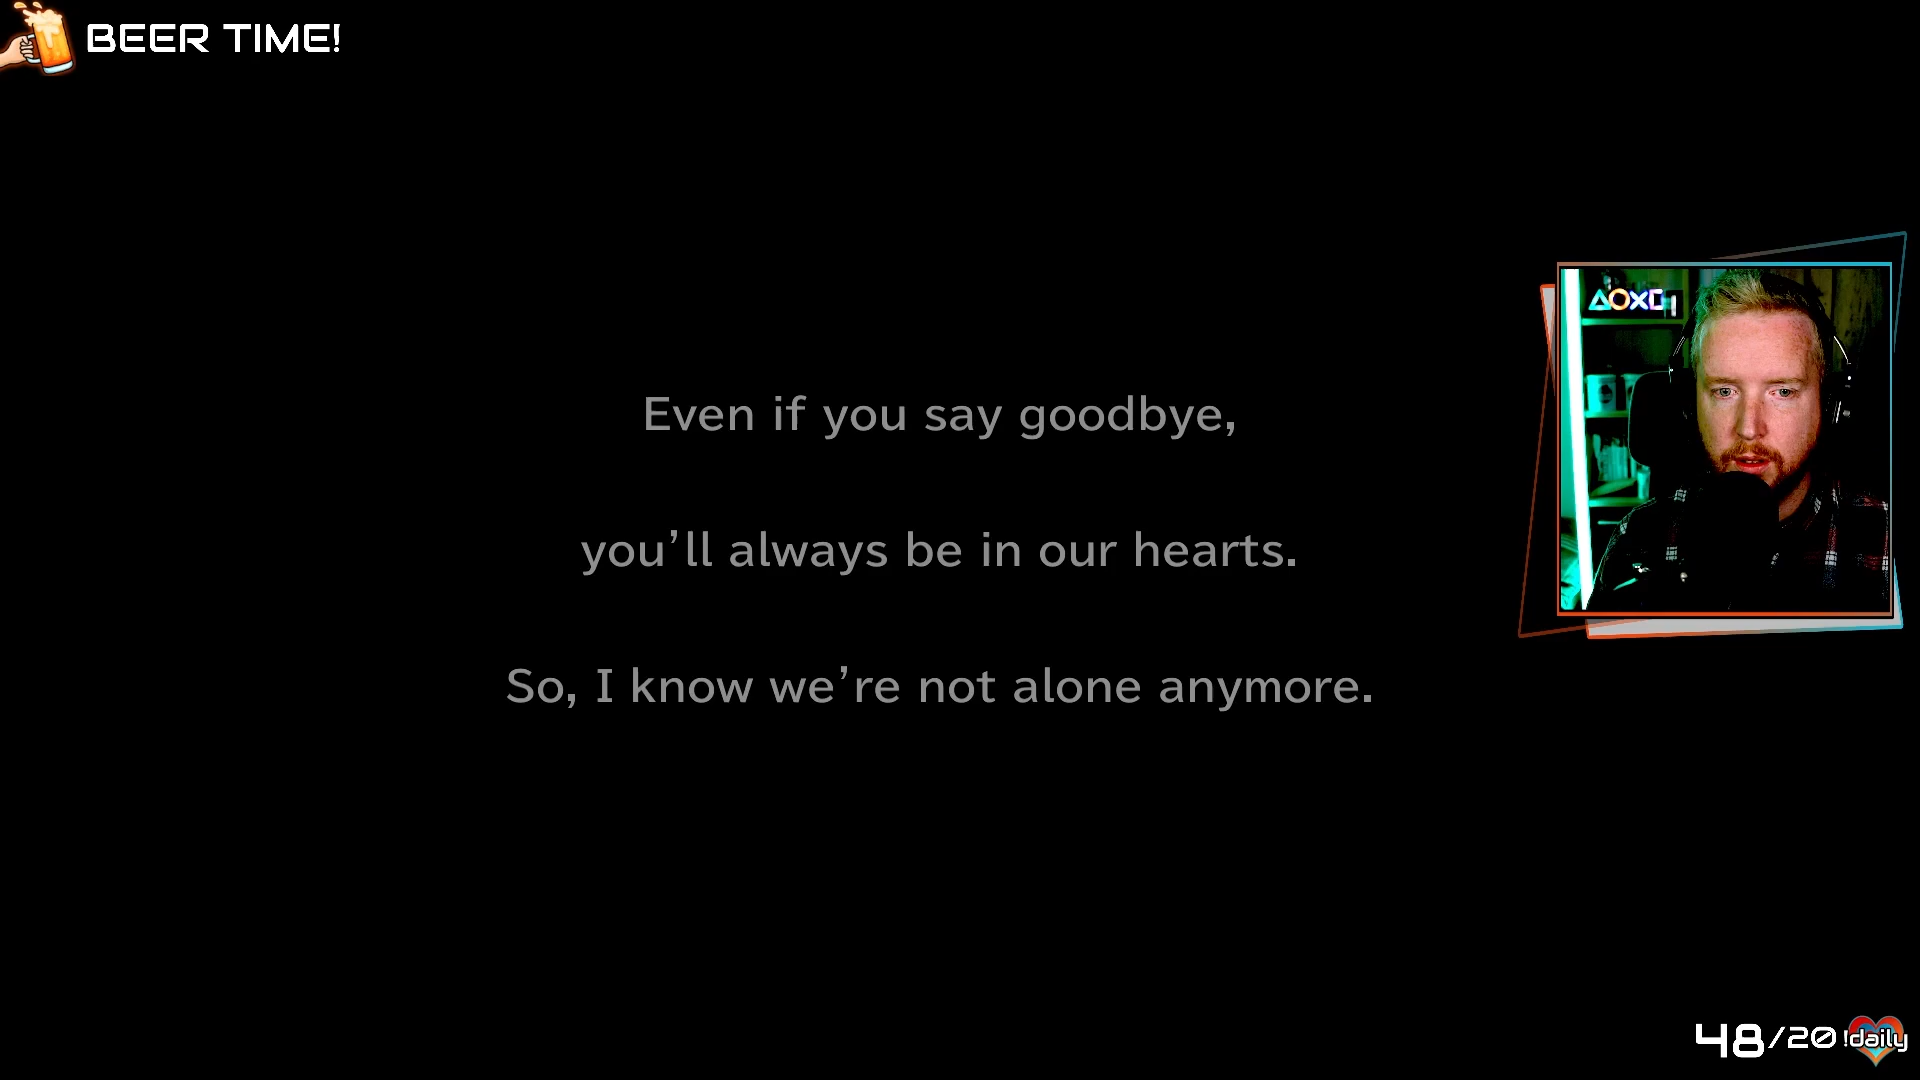 BEER TIME!
Even if you say goodbye,
you’ll always be in our hearts.
So, I know we’re not alone anymore.
48/20 !daily